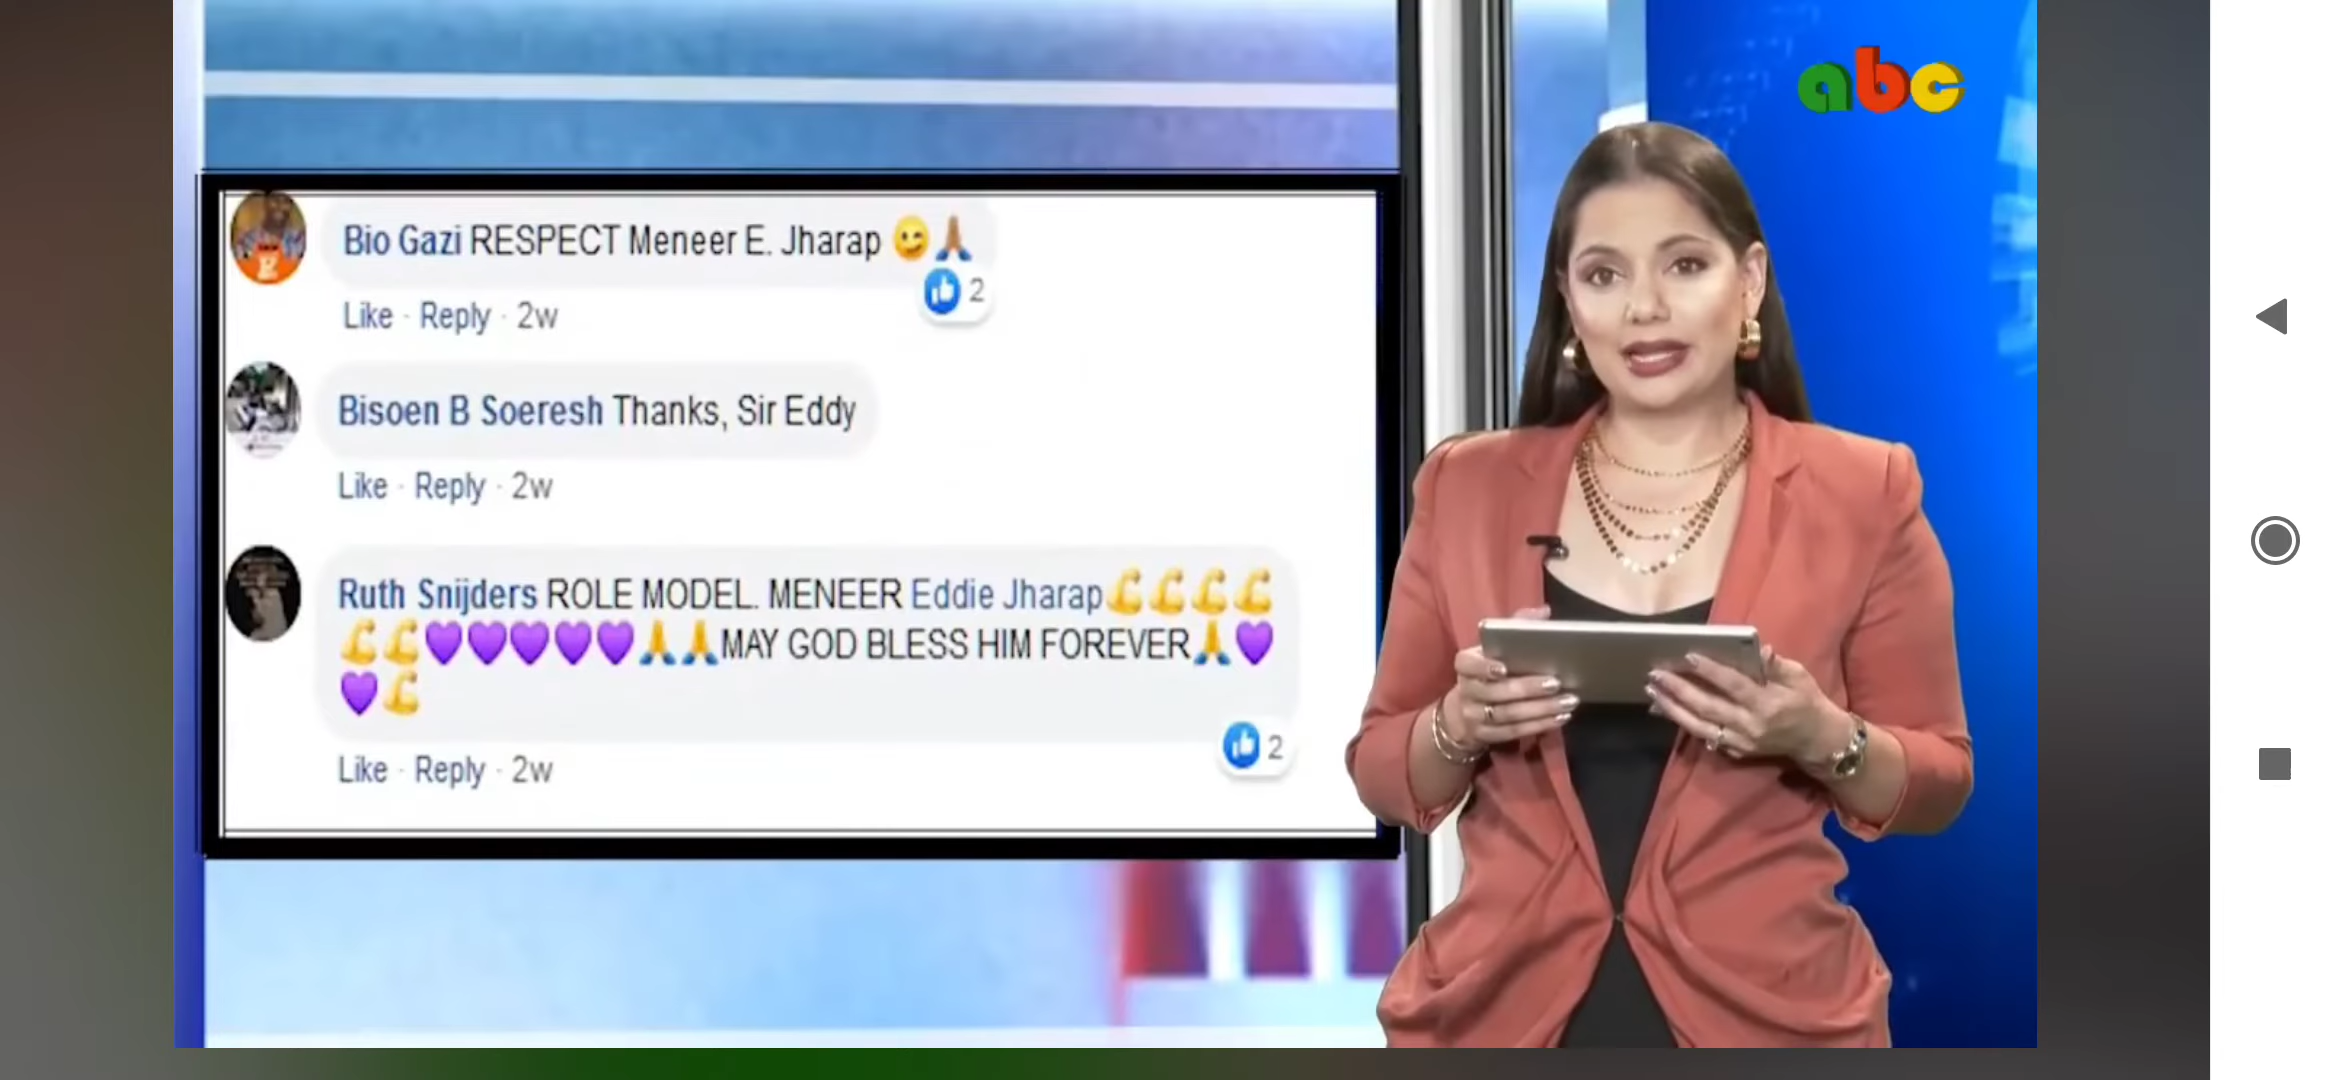 abc
Bio Gazi RESPECT Meneer E. Jharap 😉🙏🏽
2
Like · Reply · 2w
Bisoen B Soeresh Thanks, Sir Eddy
Like · Reply · 2w
Ruth Snijders ROLE MODEL. MENEER Eddie Jharap💪💪💪💪
💪💪💜💜💜💜💜🙏🙏MAY GOD BLESS HIM FOREVER🙏💜
💜💪
2
Like · Reply · 2w